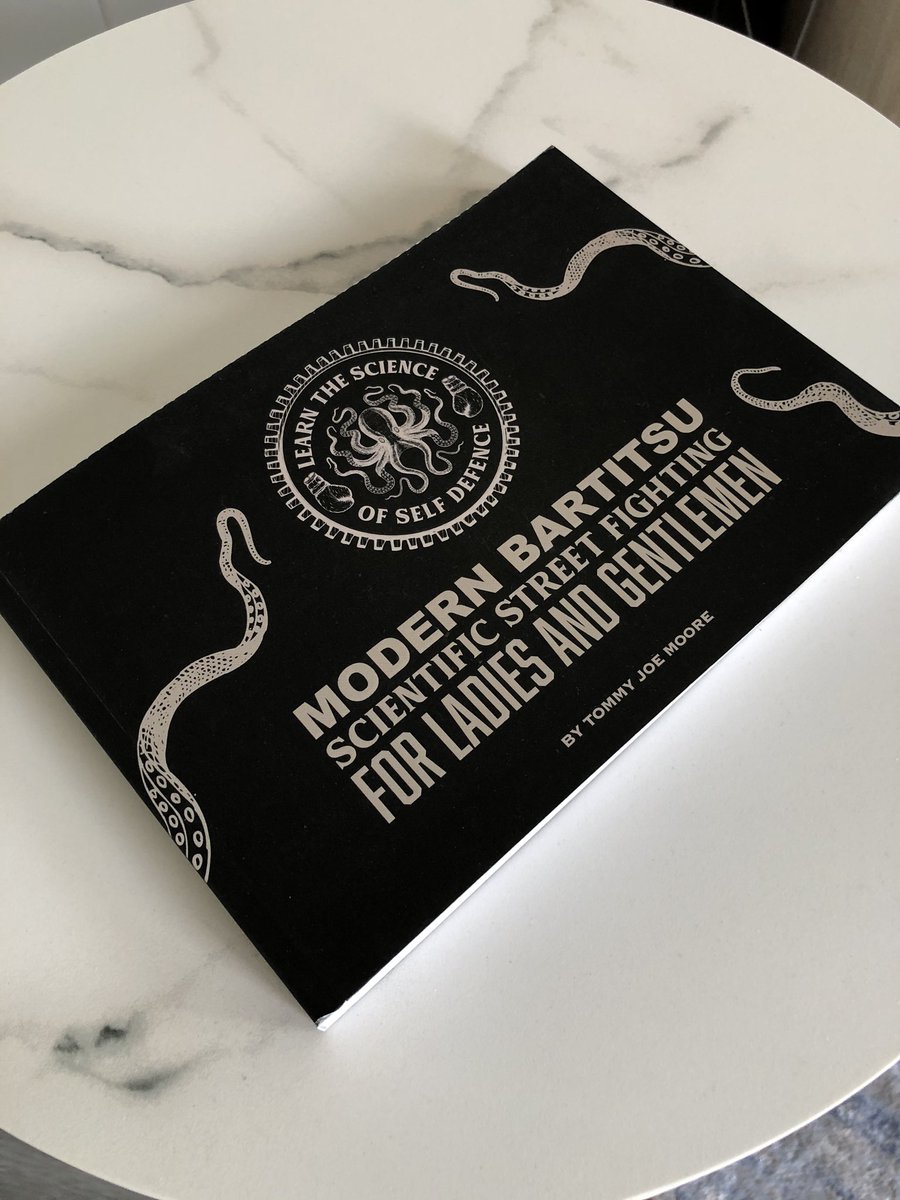 LEARN THE SCIENCE
OF SELF DEFENCE
MODERN BARTITSU
SCIENTIFIC STREET FIGHTING
FOR LADIES AND GENTLEMEN
BY TOMMY JOE MOORE